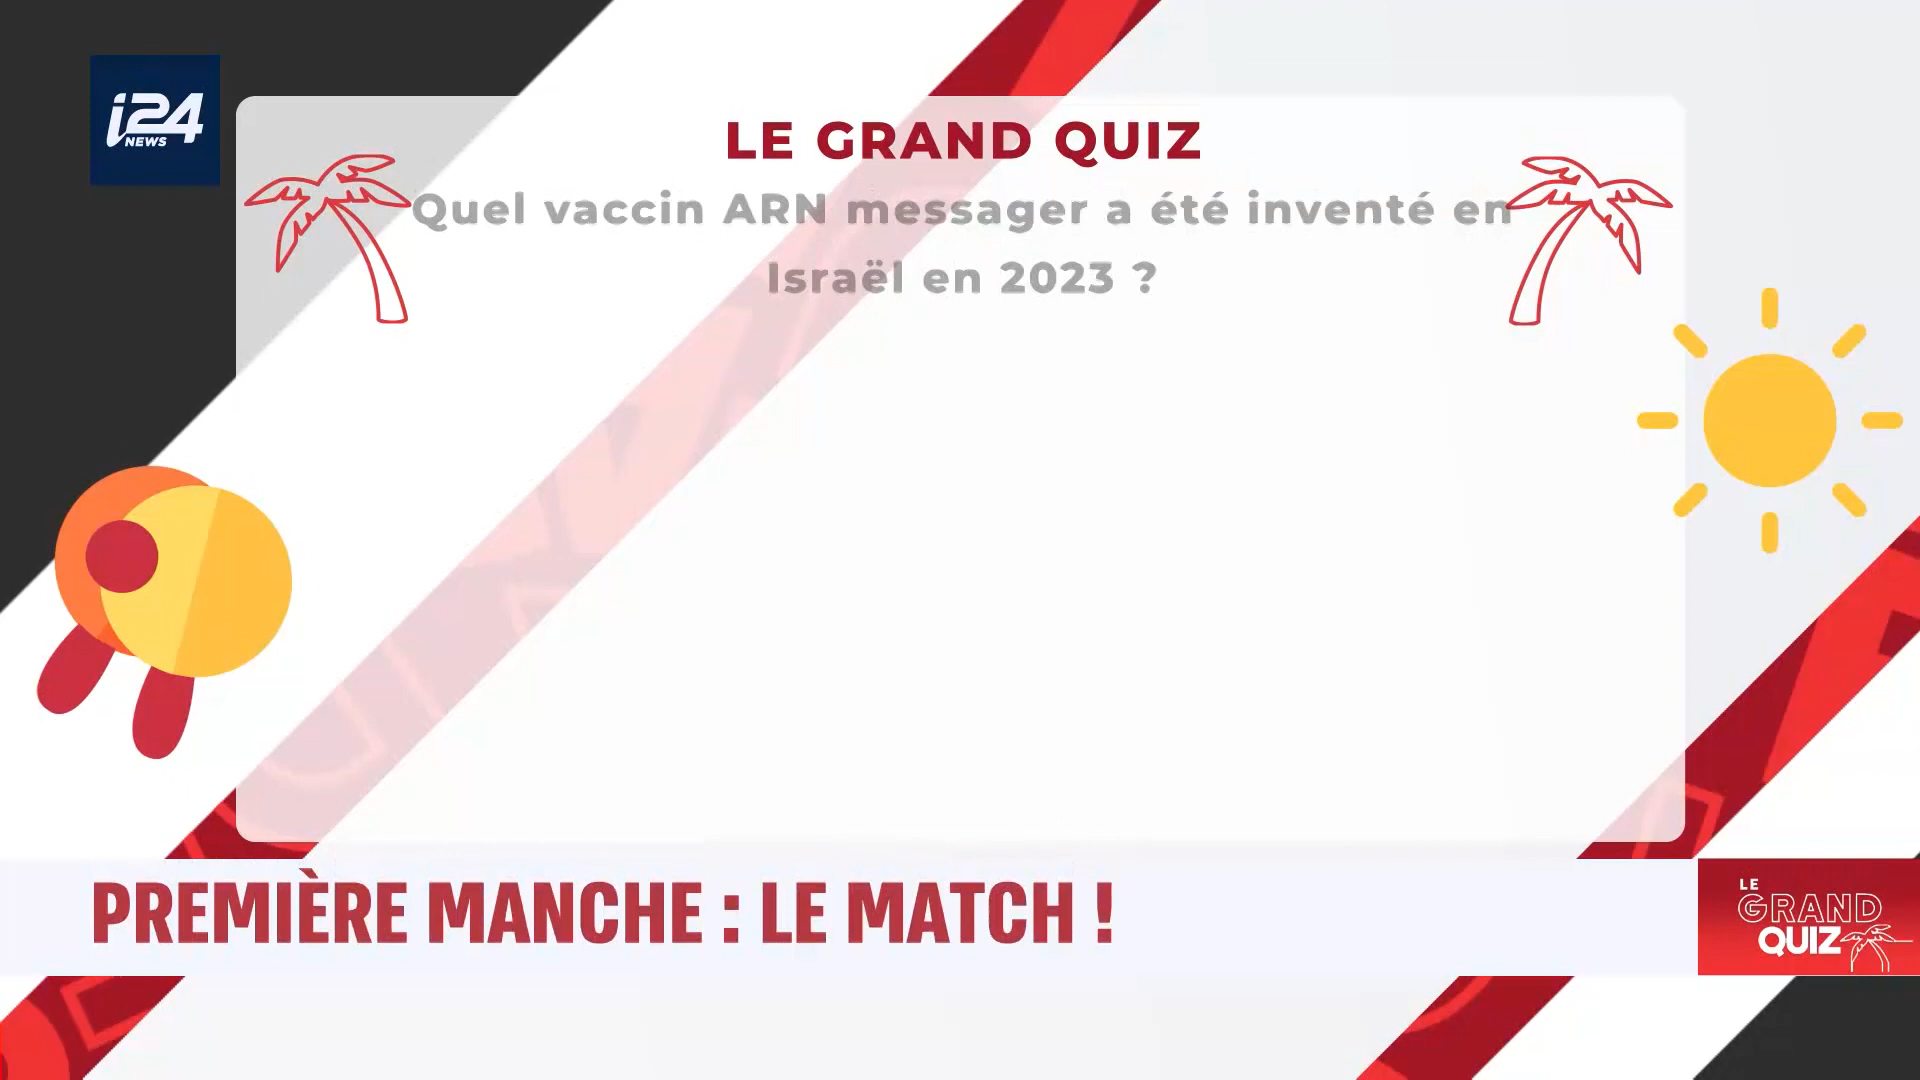 i24
NEWS
LE GRAND QUIZ
Quel vaccin ARN messager a été inventé en
Israël en 2023 ?
PREMIÈRE MANCHE : LE MATCH !
LE
GRAND
QUIZ